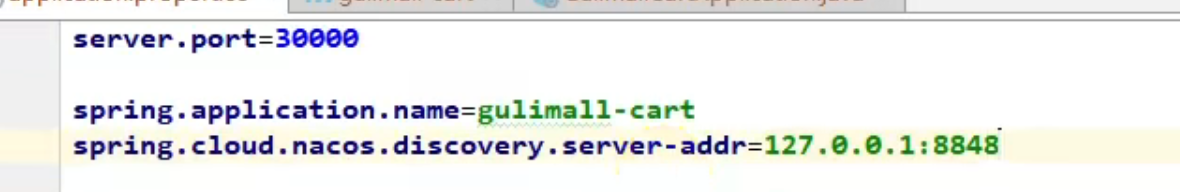 server.port=30000
spring.application.name=gulimall-cart
spring.cloud.nacos.discovery.server-addr=127.0.0.1:8848